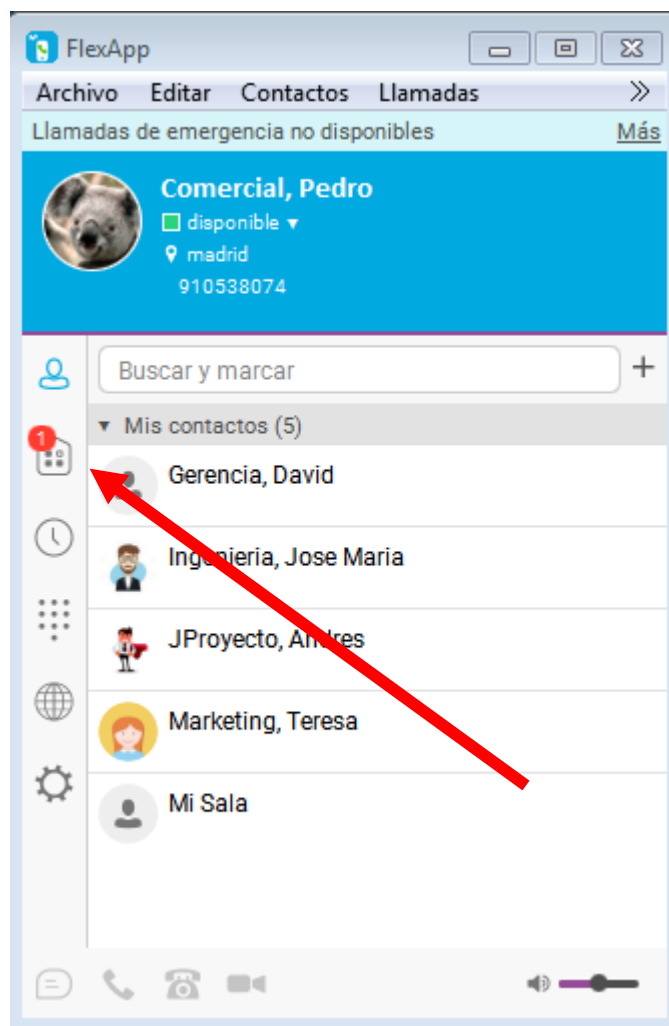 FlexApp
Archivo Editar Contactos Llamadas
Llamadas de emergencia no disponibles Más
Comercial, Pedro
disponible
madrid
910538074
Buscar y marcar
Mis contactos (5)
1
Gerencia, David
Ingenieria, Jose Maria
JProyecto, Andres
Marketing, Teresa
Mi Sala